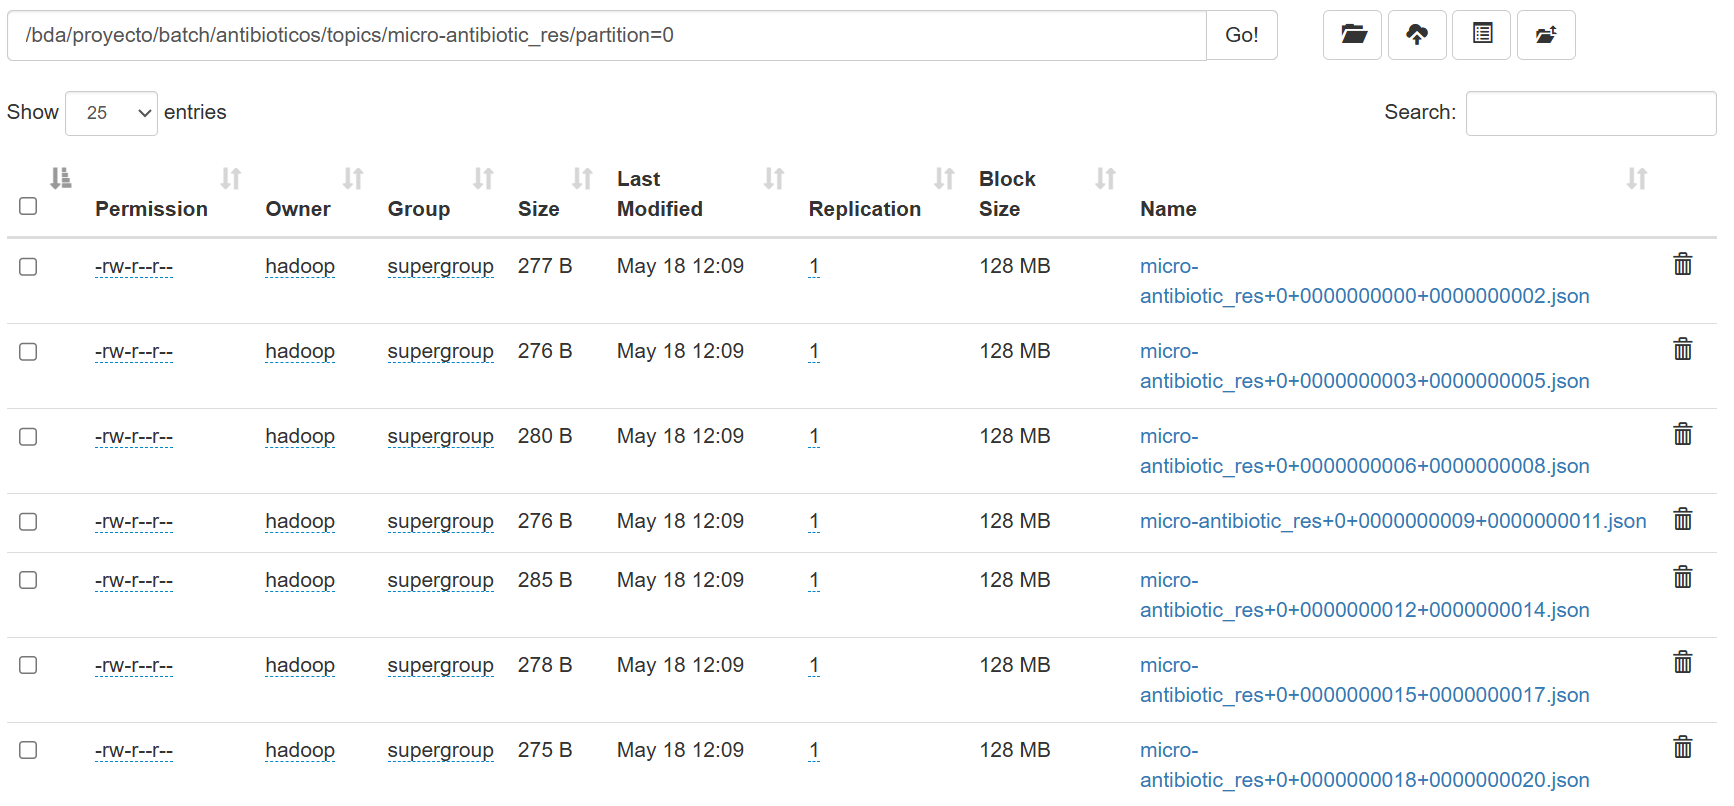 /bda/proyecto/batch/antibioticos/topics/micro-antibiotic_res/partition=0 Go!
Show 25 entries Search:
Permission Owner Group Size Last Modified Replication Block Size Name
-rw-r--r-- hadoop supergroup 277 B May 18 12:09 1 128 MB micro-
antibiotic_res+0+0000000000+0000000002.json
-rw-r--r-- hadoop supergroup 276 B May 18 12:09 1 128 MB micro-
antibiotic_res+0+0000000003+0000000005.json
-rw-r--r-- hadoop supergroup 280 B May 18 12:09 1 128 MB micro-
antibiotic_res+0+0000000006+0000000008.json
-rw-r--r-- hadoop supergroup 276 B May 18 12:09 1 128 MB micro-antibiotic_res+0+0000000009+0000000011.json
-rw-r--r-- hadoop supergroup 285 B May 18 12:09 1 128 MB micro-
antibiotic_res+0+0000000012+0000000014.json
-rw-r--r-- hadoop supergroup 278 B May 18 12:09 1 128 MB micro-
antibiotic_res+0+0000000015+0000000017.json
-rw-r--r-- hadoop supergroup 275 B May 18 12:09 1 128 MB micro-
antibiotic_res+0+0000000018+0000000020.json